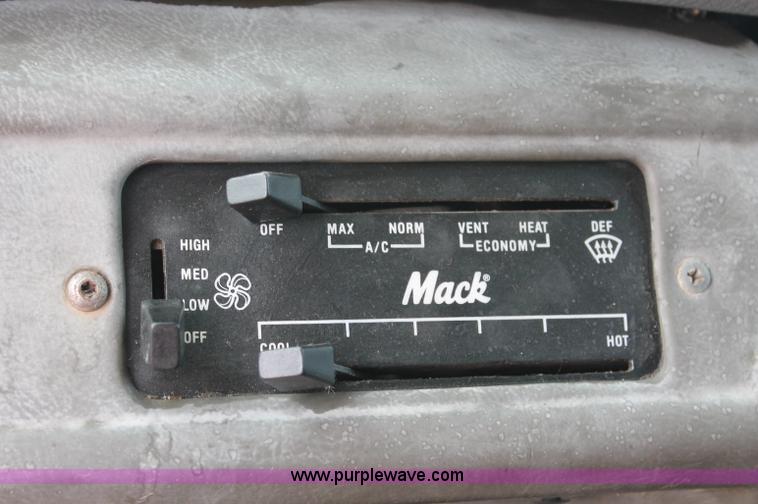 OFF
MAX NORM
A/C
VENT HEAT
ECONOMY
DEF
HIGH
MED
LOW
OFF
Mack®
COOL
HOT
www.purplewave.com